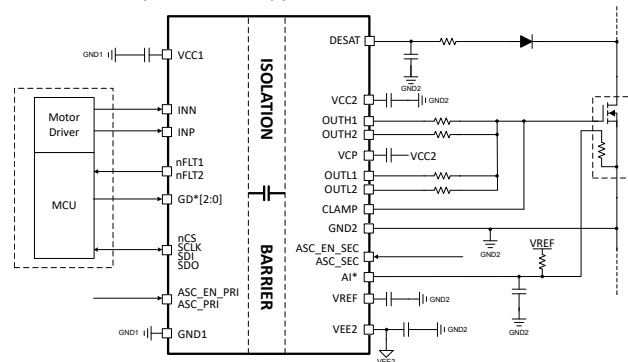 Motor
Driver
MCU
GND1
VCC1
INN
INP
nFLT1
nFLT2
GD*[2:0]
nCS
SCLK
SDI
SDO
ASC_EN_PRI
ASC_PRI
GND1
GND1
ISOLATION
BARRIER
DESAT
GND2
VCC2
GND2
OUTH1
OUTH2
VCP
VCC2
OUTL1
OUTL2
CLAMP
GND2
GND2
ASC_EN_SEC
ASC_SEC
VREF
AI*
GND2
VREF
GND2
VEE2
GND2
VEE2